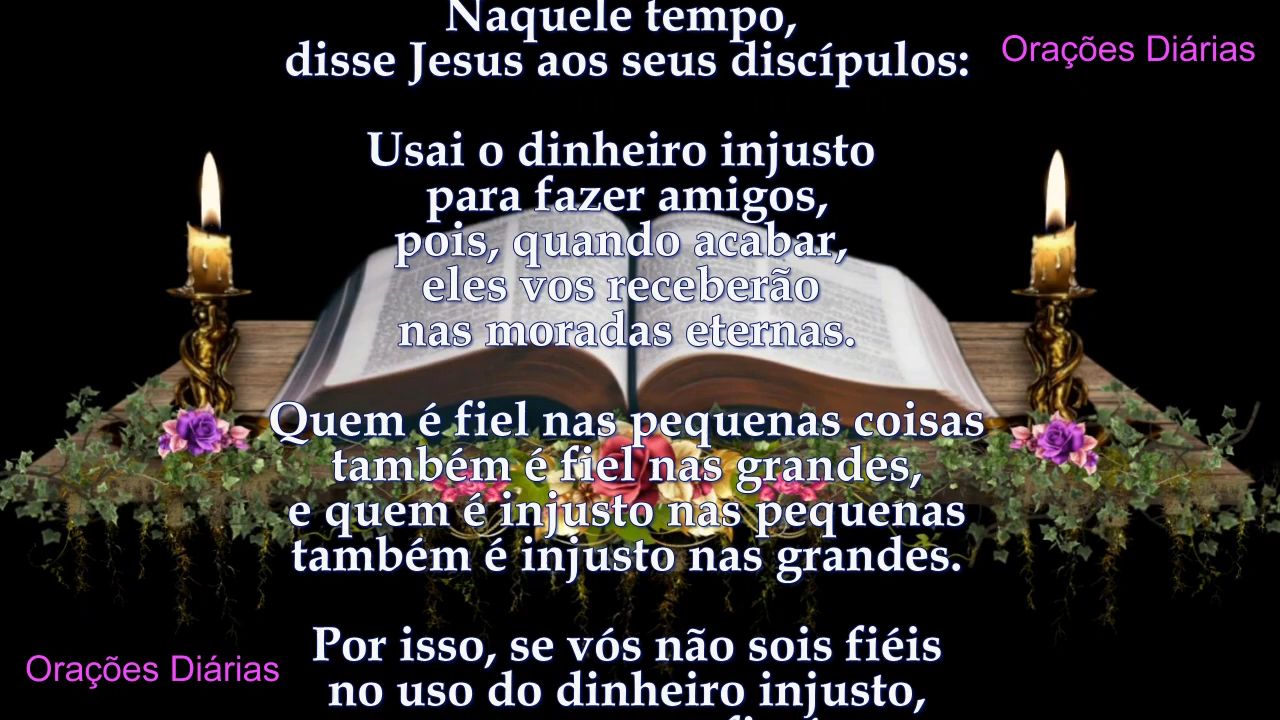 Naquele tempo,
disse Jesus aos seus discípulos:
Orações Diárias
Usai o dinheiro injusto
para fazer amigos,
pois, quando acabar,
eles vos receberão
nas moradas eternas.
Quem é fiel nas pequenas coisas
também é fiel nas grandes,
e quem é injusto nas pequenas
também é injusto nas grandes.
Por isso, se vós não sois fiéis
no uso do dinheiro injusto,
Orações Diárias